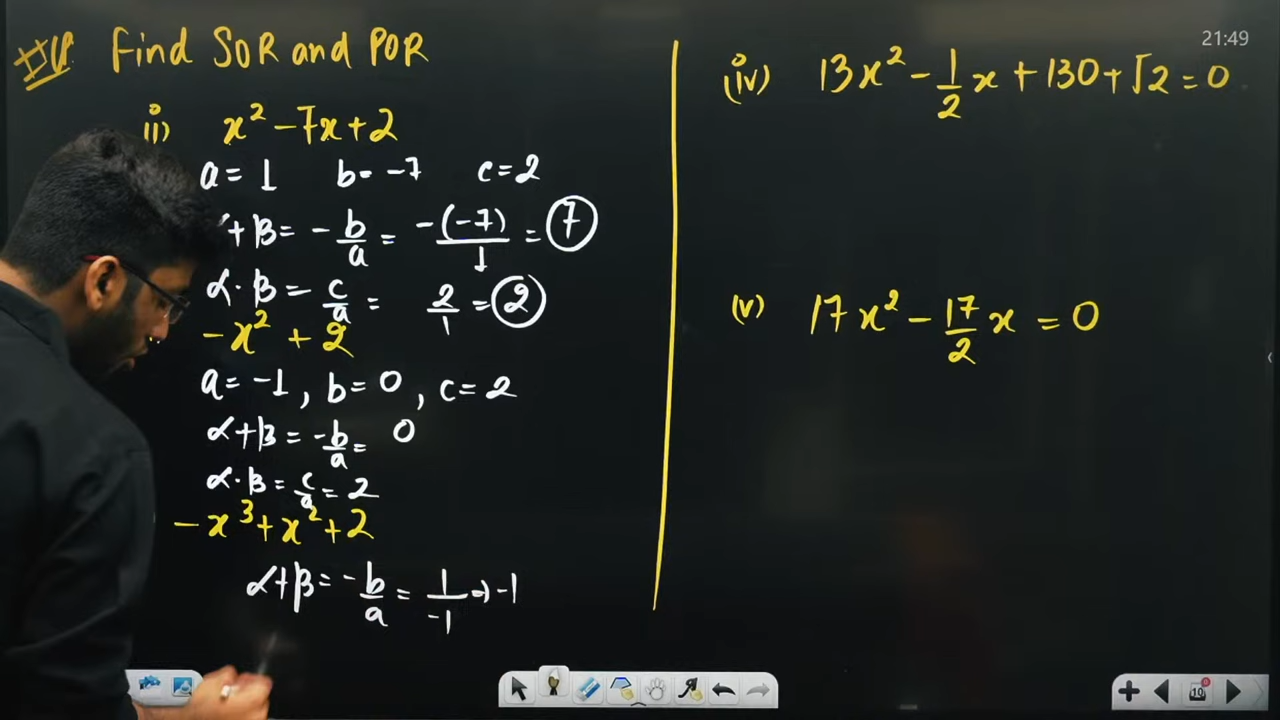 #Q Find SOR and POR
(i) x² - 7x + 2
a = 1 b = -7 c = 2
+ β = - b/a = -(-7)/1 = 7
α · β = c/a = 2/1 = 2
- x² + 2
a = -1, b = 0, c = 2
α + β = -b/a = 0
α · β = c/a = 2
- x³ + x² + 2
α + β = -b/a = 1/-1 → -1
21:49
(iv) 13x² - 1/2 x + 130 + √2 = 0
(v) 17x² - 17/2 x = 0
10